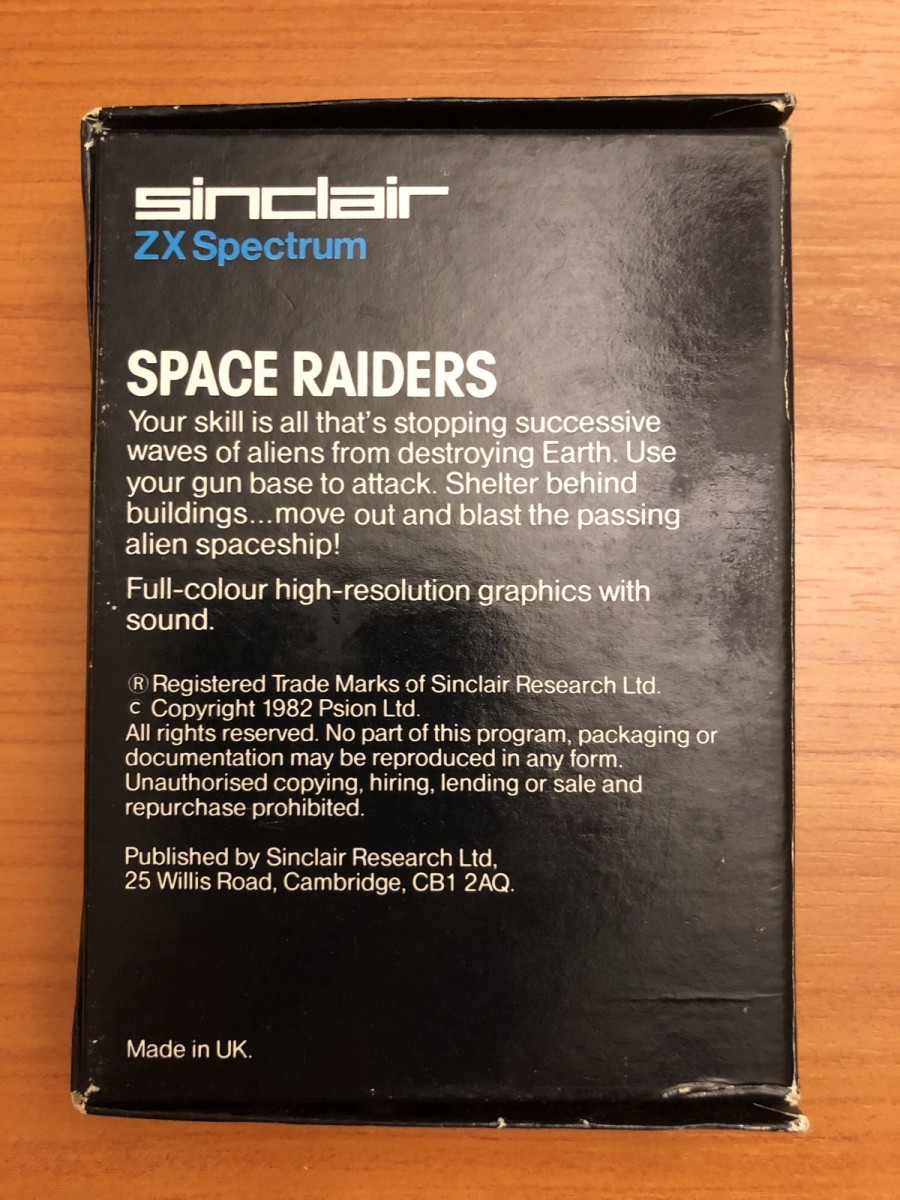 sinclair
ZX Spectrum
SPACE RAIDERS
Your skill is all that's stopping successive
waves of aliens from destroying Earth. Use
your gun base to attack. Shelter behind
buildings...move out and blast the passing
alien spaceship!
Full-colour high-resolution graphics with
sound.
® Registered Trade Marks of Sinclair Research Ltd.
c Copyright 1982 Psion Ltd.
All rights reserved. No part of this program, packaging or
documentation may be reproduced in any form.
Unauthorised copying, hiring, lending or sale and
repurchase prohibited.
Published by Sinclair Research Ltd,
25 Willis Road, Cambridge, CB1 2AQ.
Made in UK.